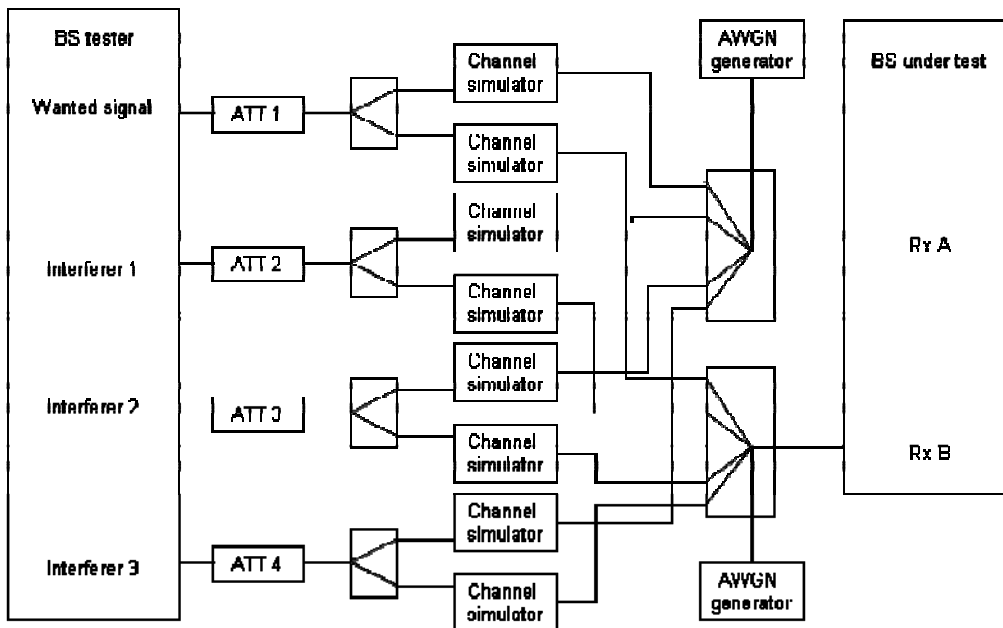 BS tester
Wanted signal
Interferer 1
Interferer 2
Interferer 3
ATT 1
ATT 2
ATT 3
ATT 4
Channel
simulator
Channel
simulator
Channel
simulator
Channel
simulator
Channel
simulator
Channel
simulator
Channel
simulator
Channel
simulator
AWGN
generator
AWGN
generator
BS under test
Rx A
Rx B